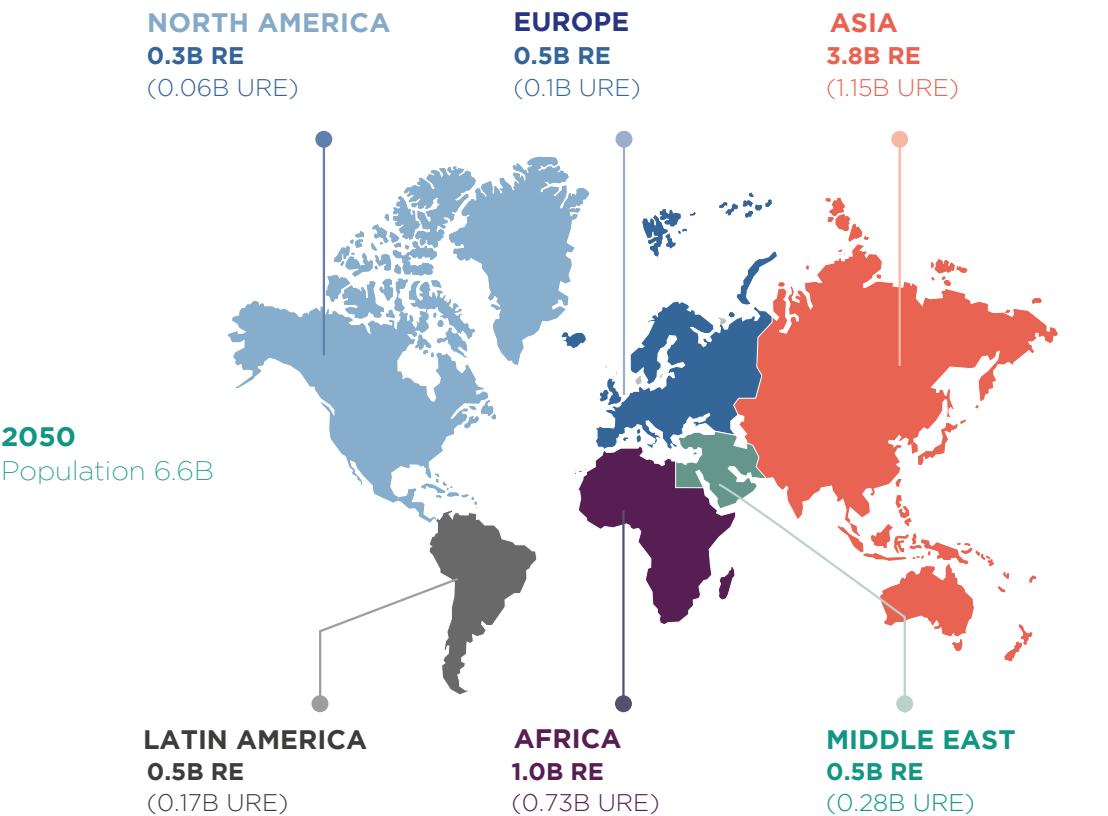 NORTH AMERICA
0.3B RE
(0.06B URE)
EUROPE
0.5B RE
(0.1B URE)
ASIA
3.8B RE
(1.15B URE)
2050
Population 6.6B
LATIN AMERICA
0.5B RE
(0.17B URE)
AFRICA
1.0B RE
(0.73B URE)
MIDDLE EAST
0.5B RE
(0.28B URE)